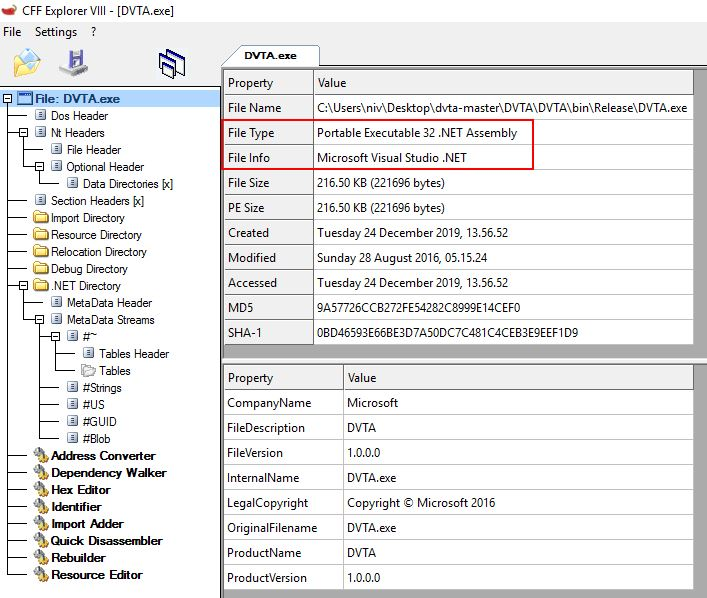 CFF Explorer VIII - [DVTA.exe]
File Settings ?
DVTA.exe
File: DVTA.exe
Dos Header
Nt Headers
File Header
Optional Header
Data Directories [x]
Section Headers [x]
Import Directory
Resource Directory
Relocation Directory
Debug Directory
.NET Directory
MetaData Header
MetaData Streams
#~
Tables Header
Tables
#Strings
#US
#GUID
#Blob
Address Converter
Dependency Walker
Hex Editor
Identifier
Import Adder
Quick Disassembler
Rebuilder
Resource Editor
Property Value
File Name C:\Users\niv\Desktop\dvta-master\DVTA\DVTA\bin\Release\DVTA.exe
File Type Portable Executable 32 .NET Assembly
File Info Microsoft Visual Studio .NET
File Size 216.50 KB (221696 bytes)
PE Size 216.50 KB (221696 bytes)
Created Tuesday 24 December 2019, 13.56.52
Modified Sunday 28 August 2016, 05.15.24
Accessed Tuesday 24 December 2019, 13.56.52
MD5 9A57726CCB272FE54282C8999E14CEF0
SHA-1 0BD46593E66BE3D7A50DC7C481C4CEB3E9EEF1D9
Property Value
CompanyName Microsoft
FileDescription DVTA
FileVersion 1.0.0.0
InternalName DVTA.exe
LegalCopyright Copyright © Microsoft 2016
OriginalFilename DVTA.exe
ProductName DVTA
ProductVersion 1.0.0.0